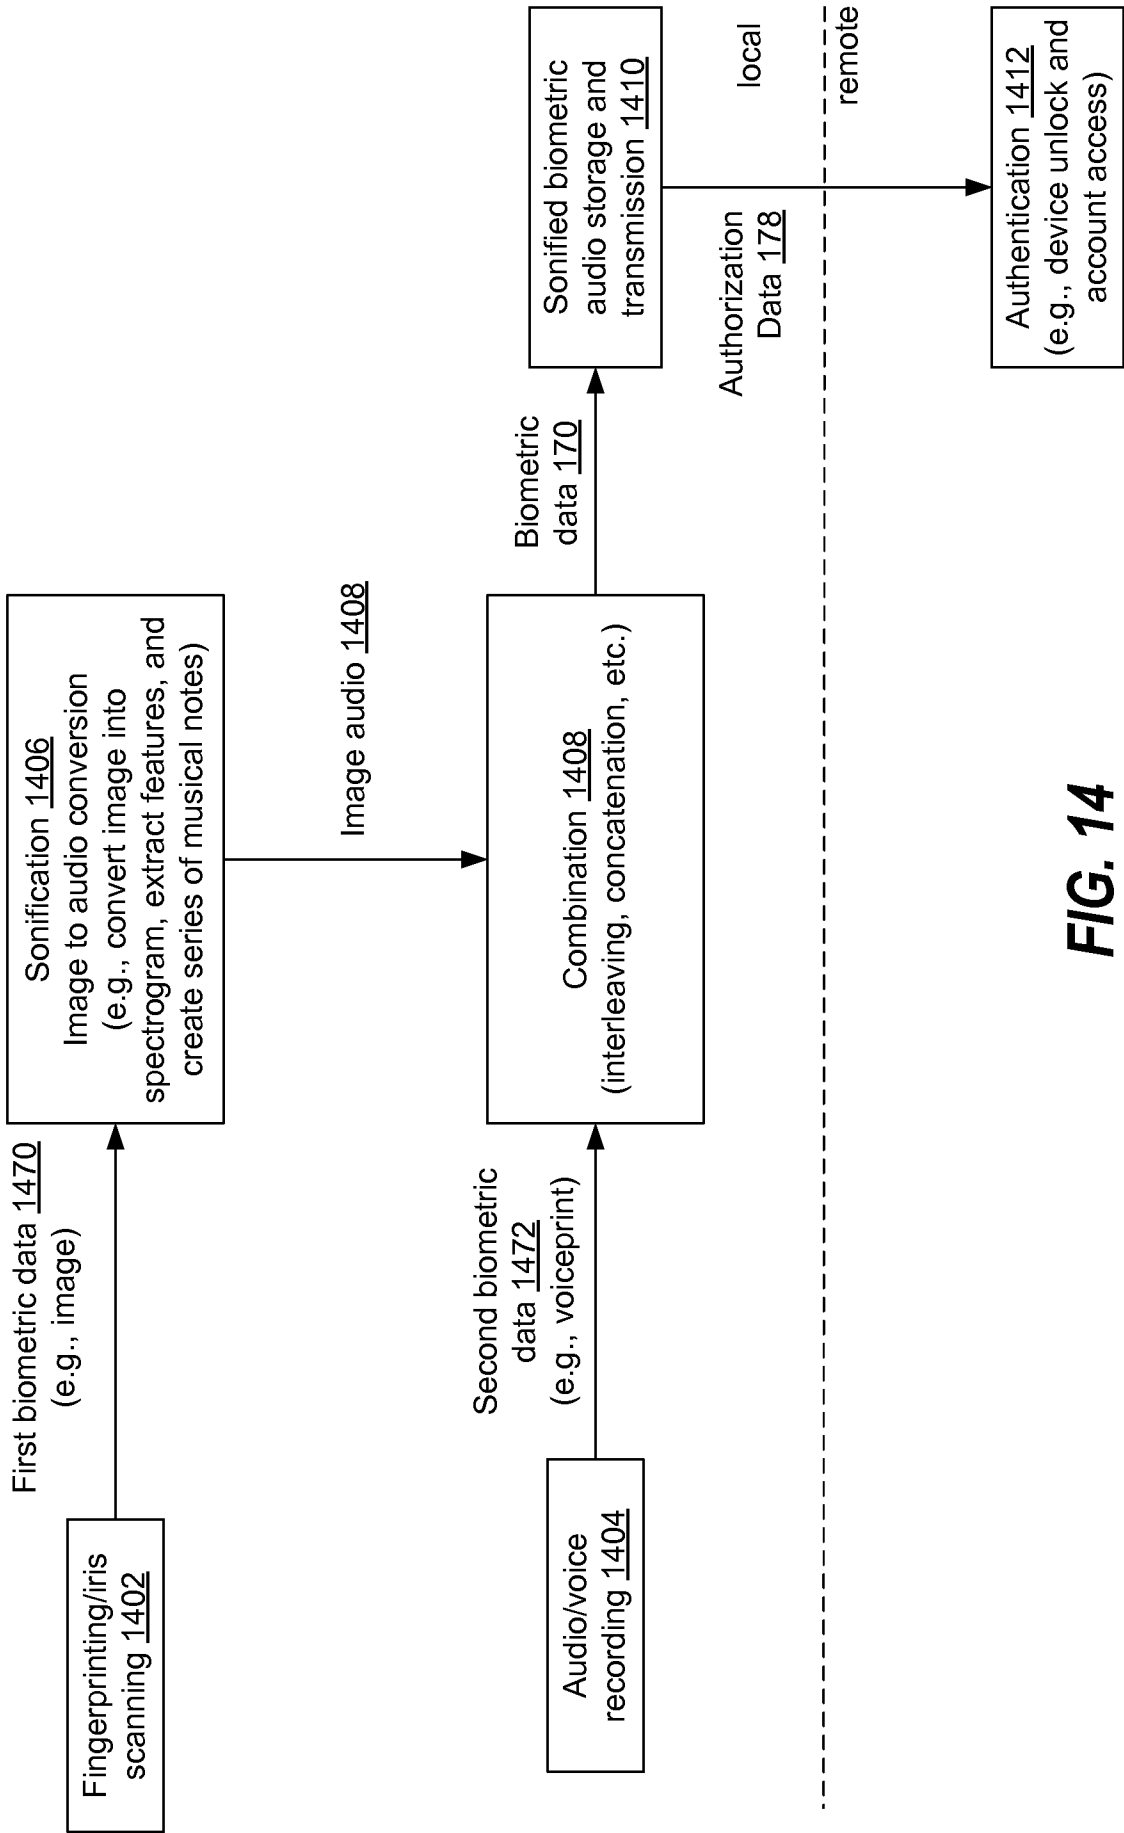 Fingerprinting/iris
scanning 1402
First biometric data 1470
(e.g., image)
Sonification 1406
Image to audio conversion
(e.g., convert image into
spectrogram, extract features, and
create series of musical notes)
Image audio 1408
Audio/voice
recording 1404
Second biometric
data 1472
(e.g., voiceprint)
Combination 1408
(interleaving, concatenation, etc.)
Biometric
data 170
Sonified biometric
audio storage and
transmission 1410
Authorization
Data 178
local
remote
Authentication 1412
(e.g., device unlock and
account access)
FIG. 14